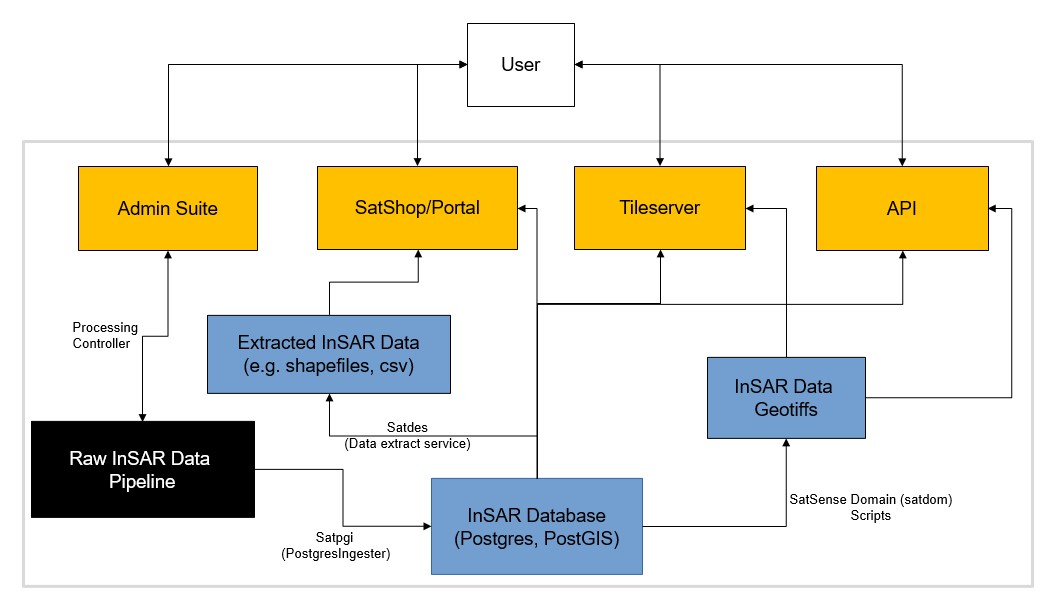 User
Admin Suite
SatShop/Portal
Tileserver
API
Processing
Controller
Extracted InSAR Data
(e.g. shapefiles, csv)
InSAR Data
Geotiffs
Satdes
(Data extract service)
Raw InSAR Data
Pipeline
SatSense Domain (satdom)
Scripts
InSAR Database
(Postgres, PostGIS)
Satpgi
(PostgresIngester)